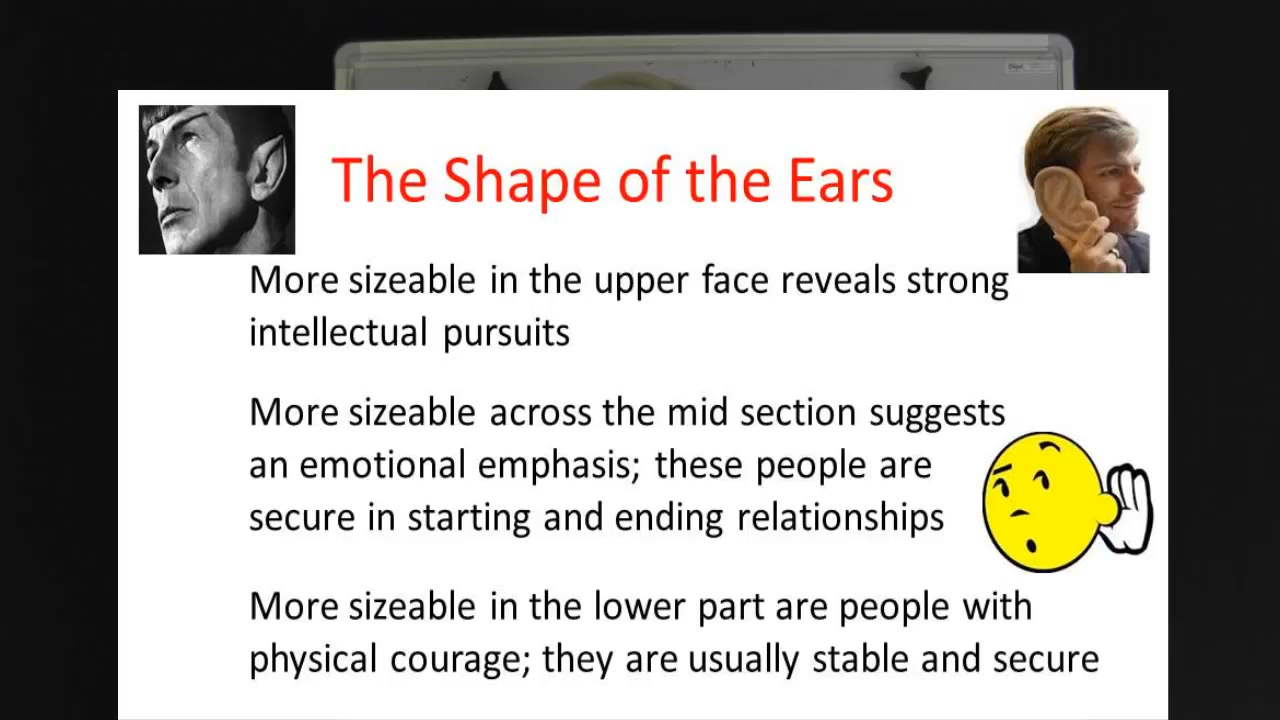 The Shape of the Ears
More sizeable in the upper face reveals strong
intellectual pursuits
More sizeable across the mid section suggests
an emotional emphasis; these people are
secure in starting and ending relationships
More sizeable in the lower part are people with
physical courage; they are usually stable and secure